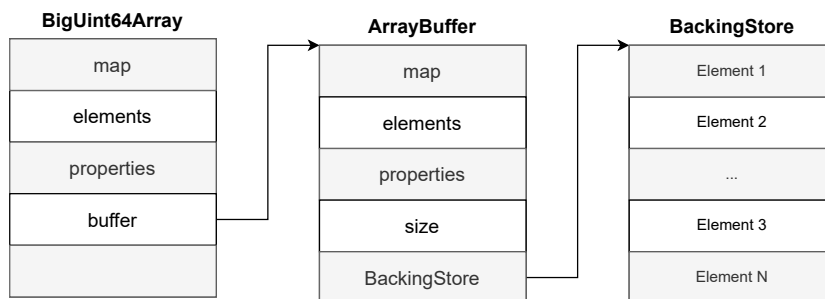 BigUint64Array
map
elements
properties
buffer
ArrayBuffer
map
elements
properties
size
BackingStore
BackingStore
Element 1
Element 2
...
Element 3
Element N